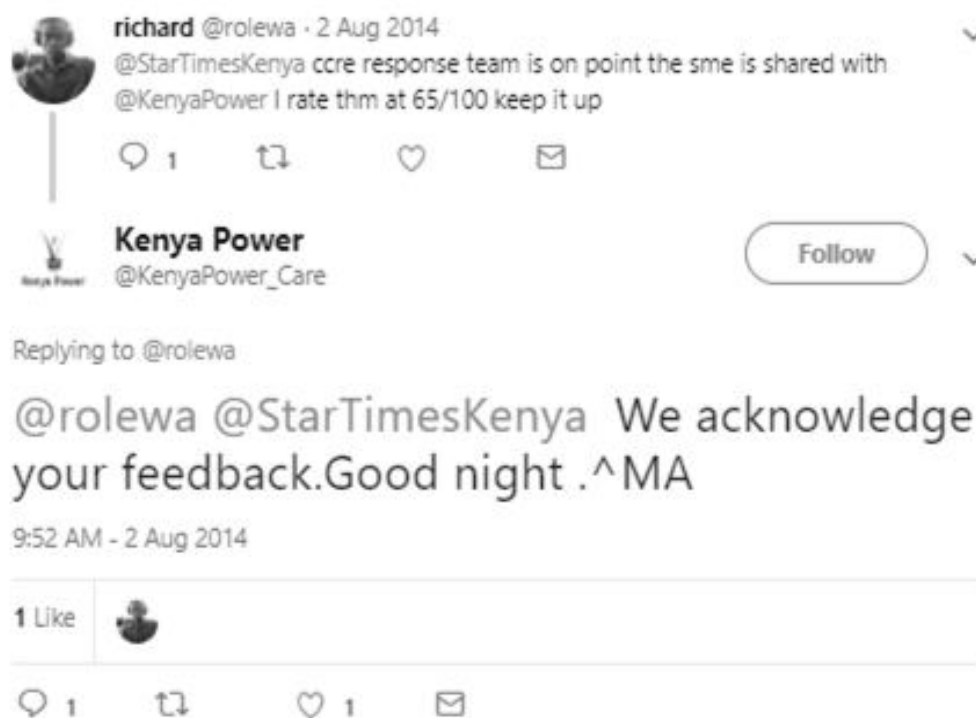 richard @rolewa · 2 Aug 2014
@StarTimesKenya ccre response team is on point the sme is shared with
@KenyaPower I rate thm at 65/100 keep it up
1
Kenya Power
@KenyaPower_Care
Follow
Kenya Power
Replying to @rolewa
@rolewa @StarTimesKenya We acknowledge
your feedback.Good night .^MA
9:52 AM - 2 Aug 2014
1 Like
1 1